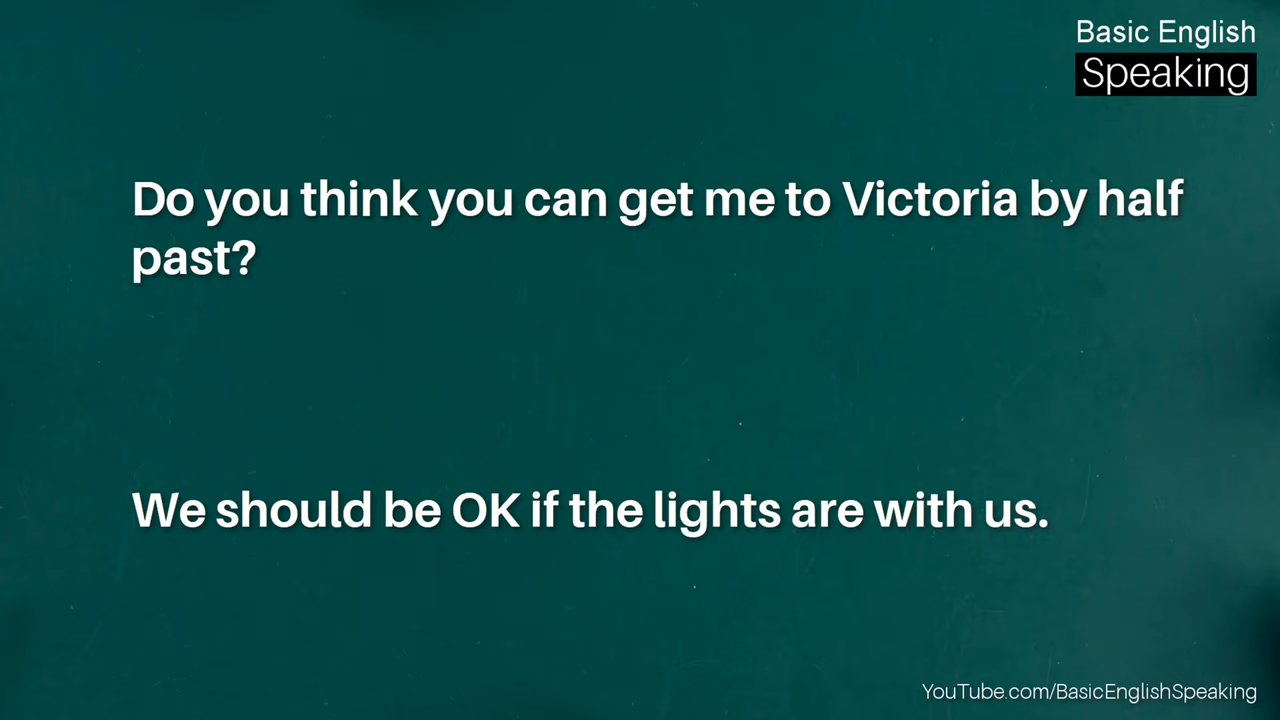 Basic English
Speaking
Do you think you can get me to Victoria by half
past?
We should be OK if the lights are with us.
YouTube.com/BasicEnglishSpeaking